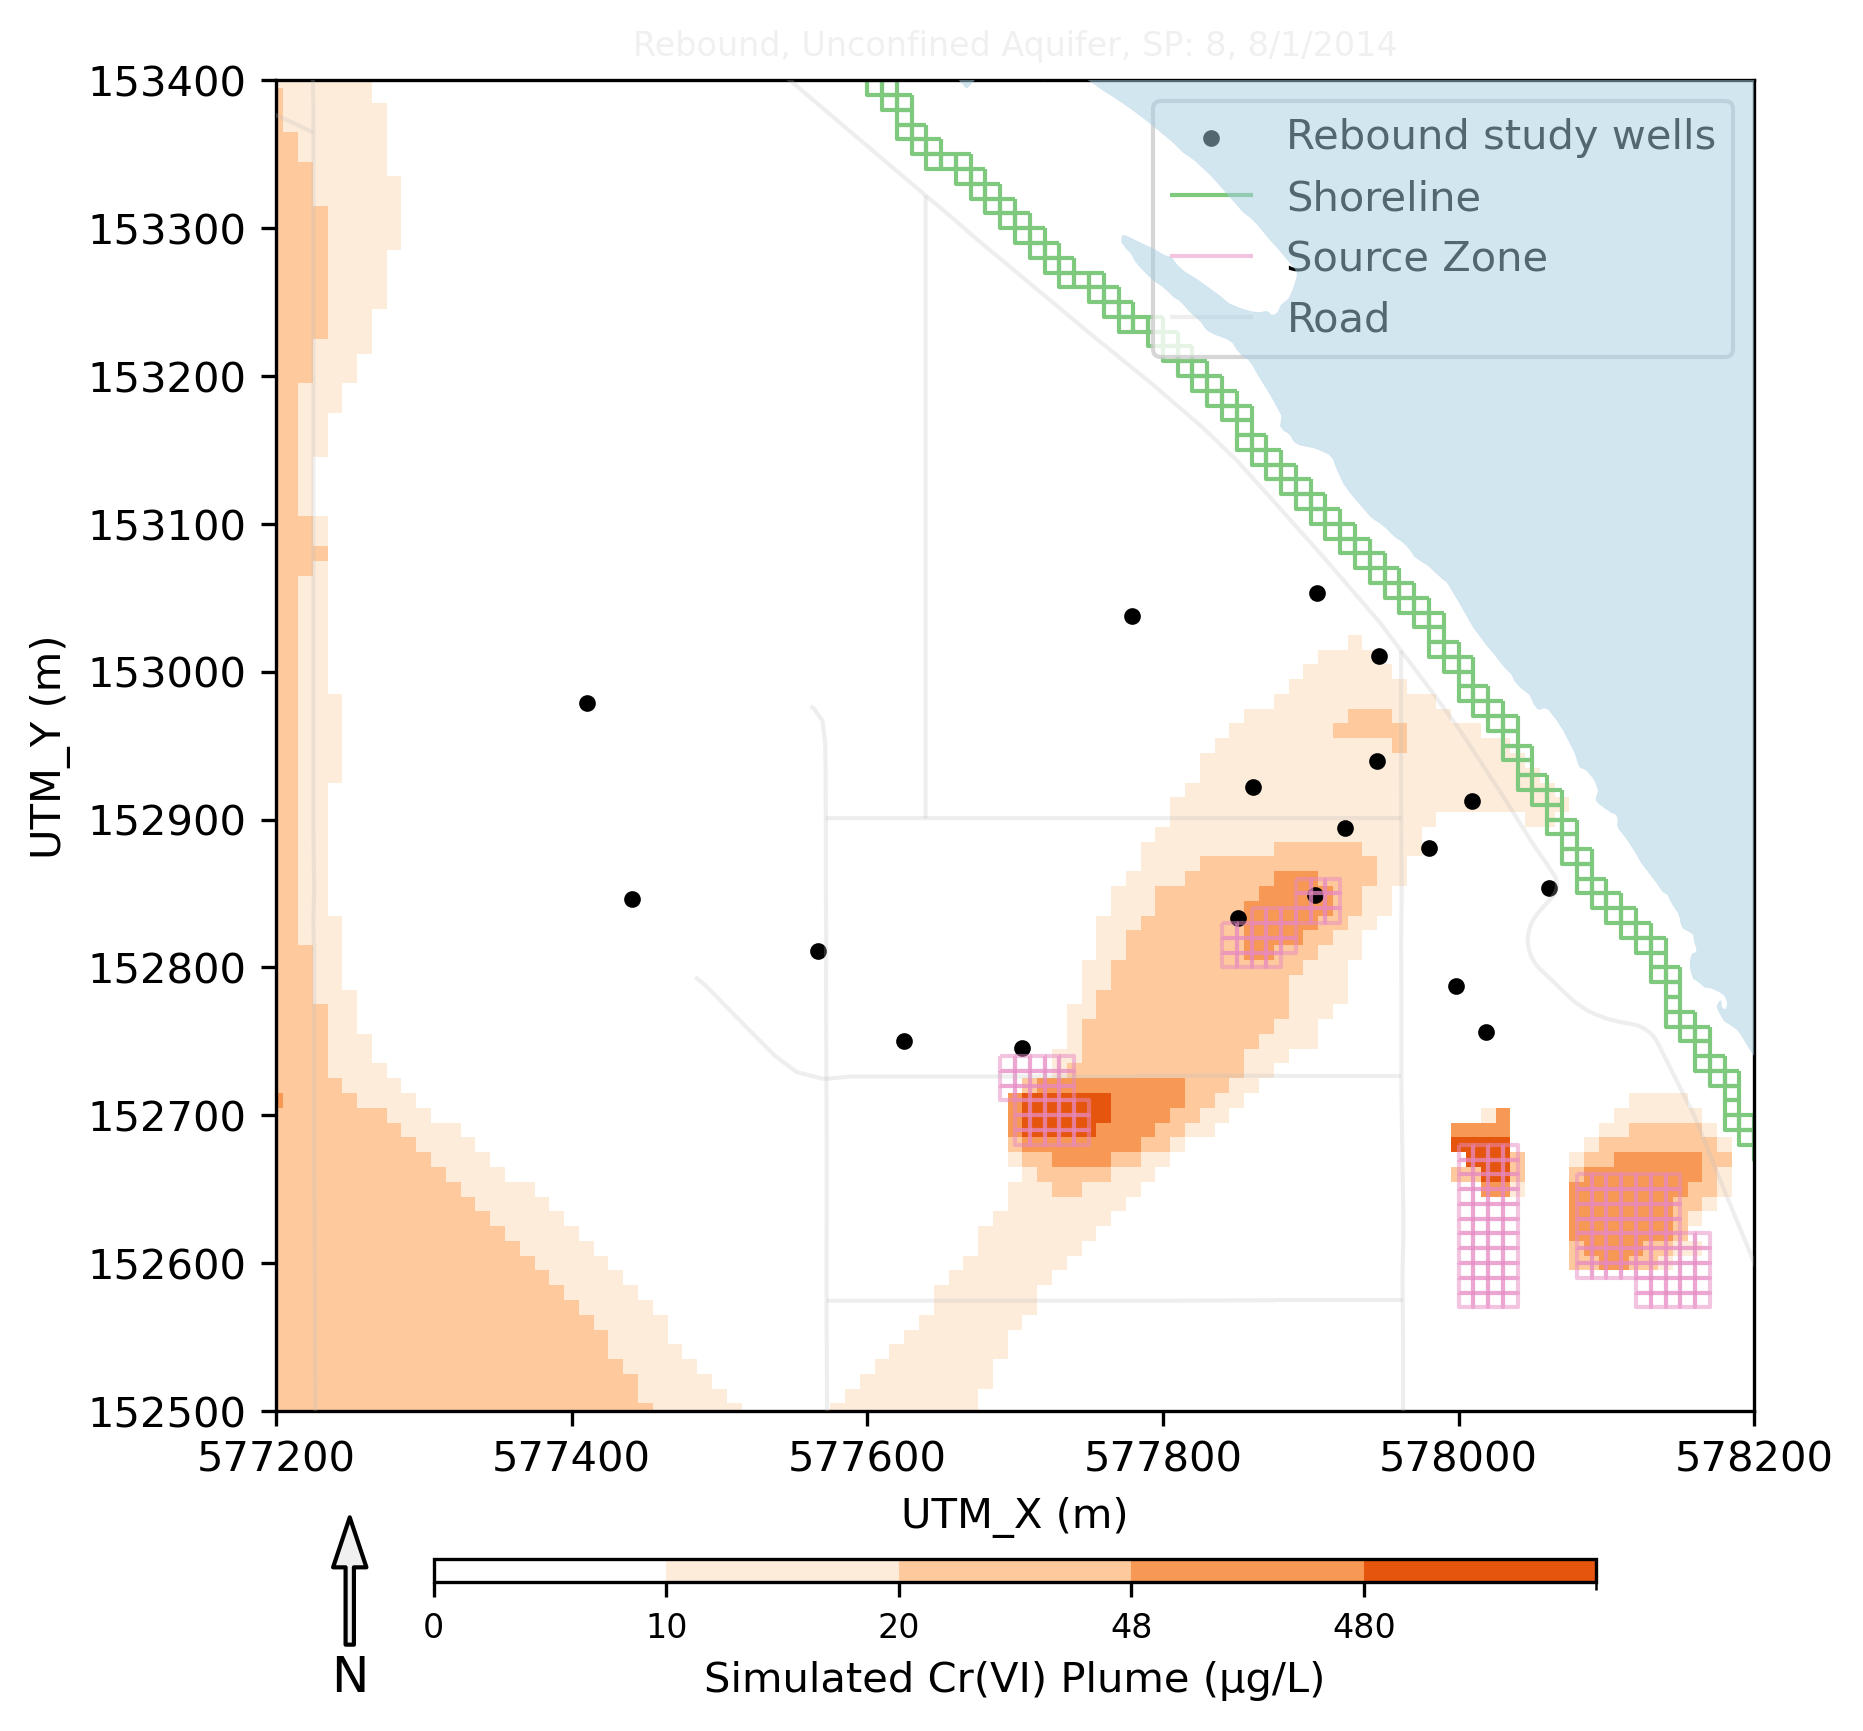 Rebound, Unconfined Aquifer, SP: 8, 8/1/2014
153400
153300
153200
153100
153000
152900
152800
152700
152600
152500
UTM_Y (m)
Rebound study wells
Shoreline
Source Zone
Road
577200 577400 577600 577800 578000 578200
UTM_X (m)
N
0 10 20 48 480
Simulated Cr(VI) Plume (μg/L)